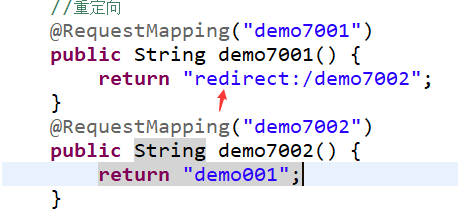 //重定向
@RequestMapping("demo7001")
public String demo7001() {
return "redirect:/demo7002";
}
@RequestMapping("demo7002")
public String demo7002() {
return "demo001";
}